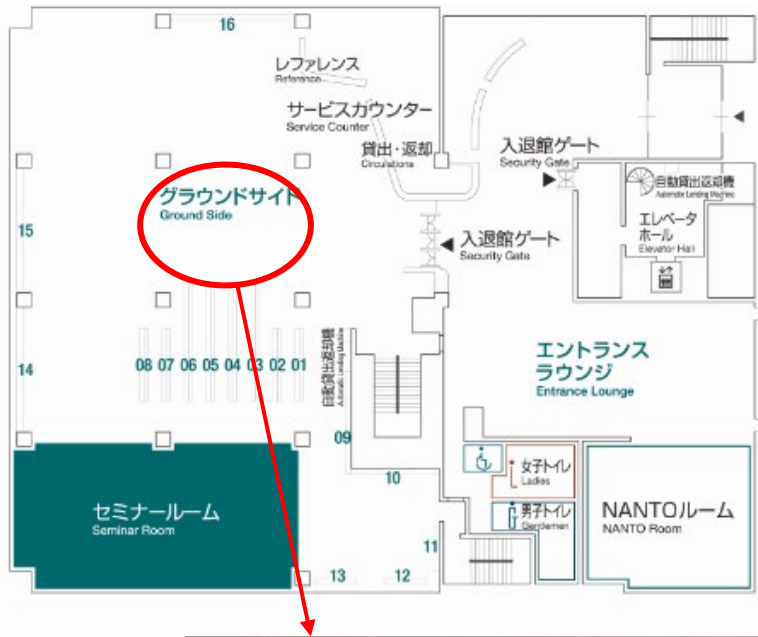 16
レファレンス
Reference
サービスカウンター
Service Counter
貸出・返却
Circulations
入退館ゲート
Security Gate
自動貸出返却機
Automatic Lending Machine
グラウンドサイド
Ground Side
エレベータ
ホール
Elevator Hall
15
入退館ゲート
Security Gate
14
08 07 06 05 04 03 02 01
自動貸出返却機
Automatic Lending Machine
エントランス
ラウンジ
Entrance Lounge
09
10
女子トイレ
Ladies
セミナールーム
Seminar Room
男子トイレ
Gentlemen
NANTOルーム
NANTO Room
11
13
12